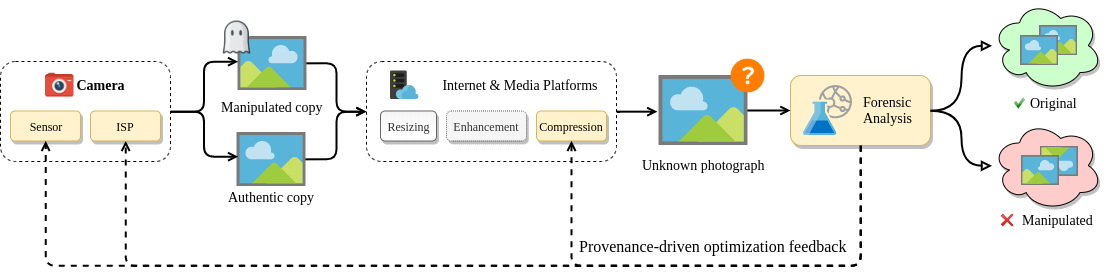 Camera
Sensor
ISP
Manipulated copy
Authentic copy
Internet & Media Platforms
Resizing
Enhancement
Compression
?
Unknown photograph
Forensic
Analysis
Original
Manipulated
Provenance-driven optimization feedback